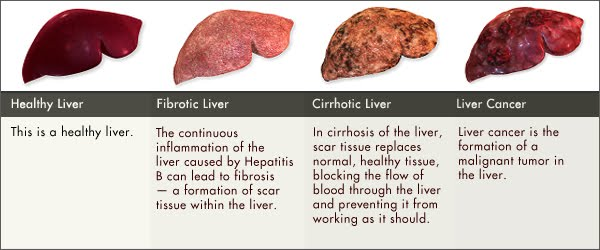 Healthy Liver
Fibrotic Liver
Cirrhotic Liver
Liver Cancer
This is a healthy liver.
The continuous
inflammation of the
liver caused by Hepatitis
B can lead to fibrosis
— a formation of scar
tissue within the liver.
In cirrhosis of the liver,
scar tissue replaces
normal, healthy tissue,
blocking the flow of
blood through the liver
and preventing it from
working as it should.
Liver cancer is the
formation of a
malignant tumor in
the liver.